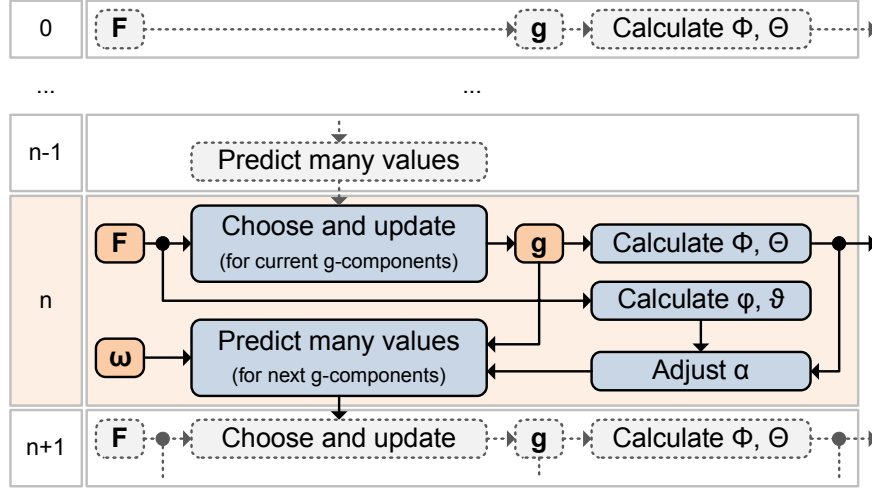 0
F
g
Calculate Φ, Θ
...
...
n-1
Predict many values
n
F
Choose and update
(for current g-components)
g
Calculate Φ, Θ
Calculate φ, ϑ
ω
Predict many values
(for next g-components)
Adjust α
n+1
F
Choose and update
g
Calculate Φ, Θ